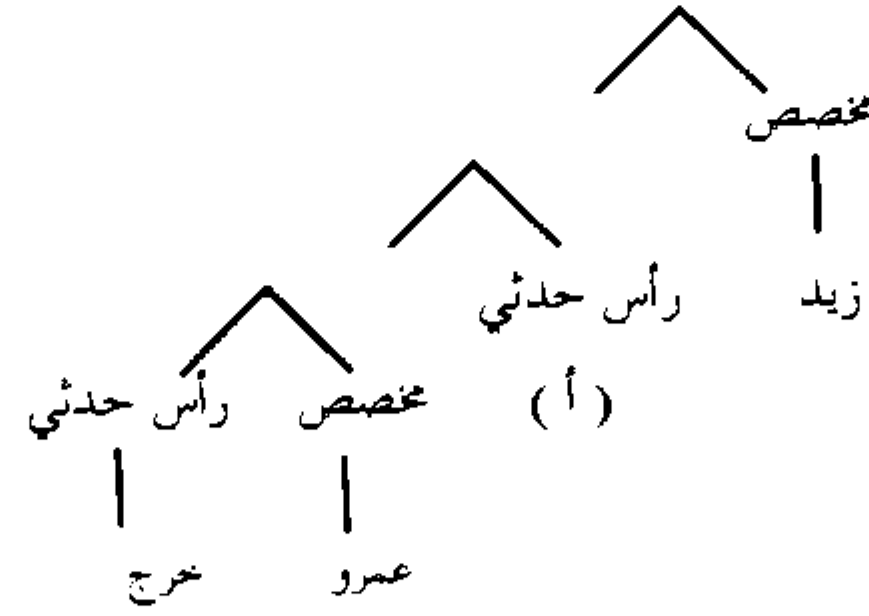 مخصص
زيد رأس حدثي
(أ) مخصص رأس حدثي
عمرو خرج